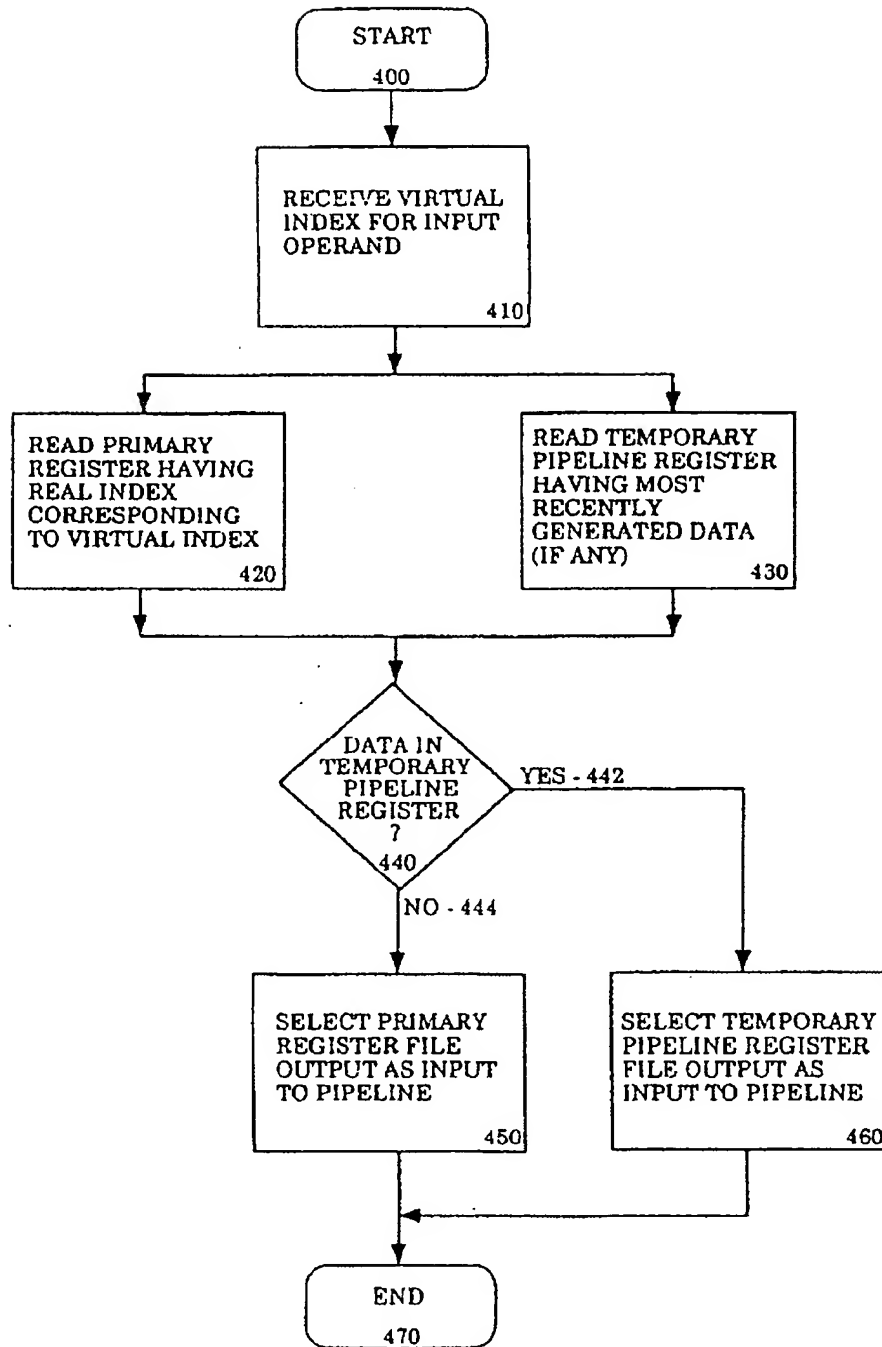 START
400
RECEIVE VIRTUAL
INDEX FOR INPUT
OPERAND
410
READ PRIMARY
REGISTER HAVING
REAL INDEX
CORRESPONDING
TO VIRTUAL INDEX
420
READ TEMPORARY
PIPELINE REGISTER
HAVING MOST
RECENTLY
GENERATED DATA
(IF ANY)
430
DATA IN
TEMPORARY
PIPELINE
REGISTER
?
440
YES - 442
NO - 444
SELECT PRIMARY
REGISTER FILE
OUTPUT AS INPUT
TO PIPELINE
450
SELECT TEMPORARY
PIPELINE REGISTER
FILE OUTPUT AS
INPUT TO PIPELINE
460
END
470